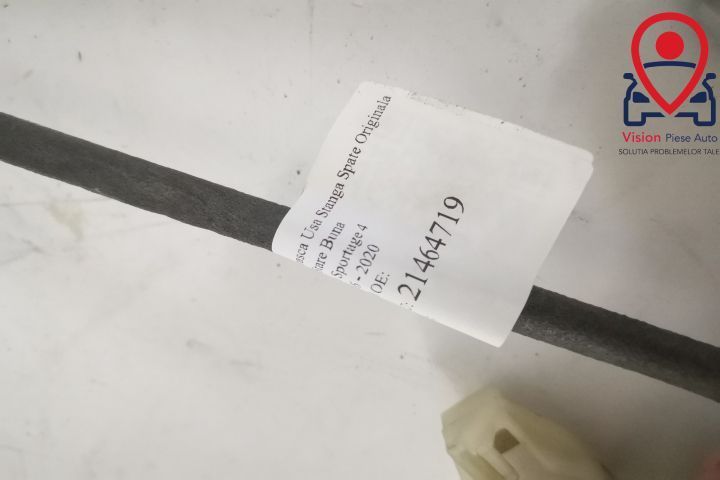 Usa Stanga Spate Originala
Buna
Sportage 4
- 2020
OE:
21464719
Vision Piese Auto
SOLUTIA PROBLEMELOR TALE